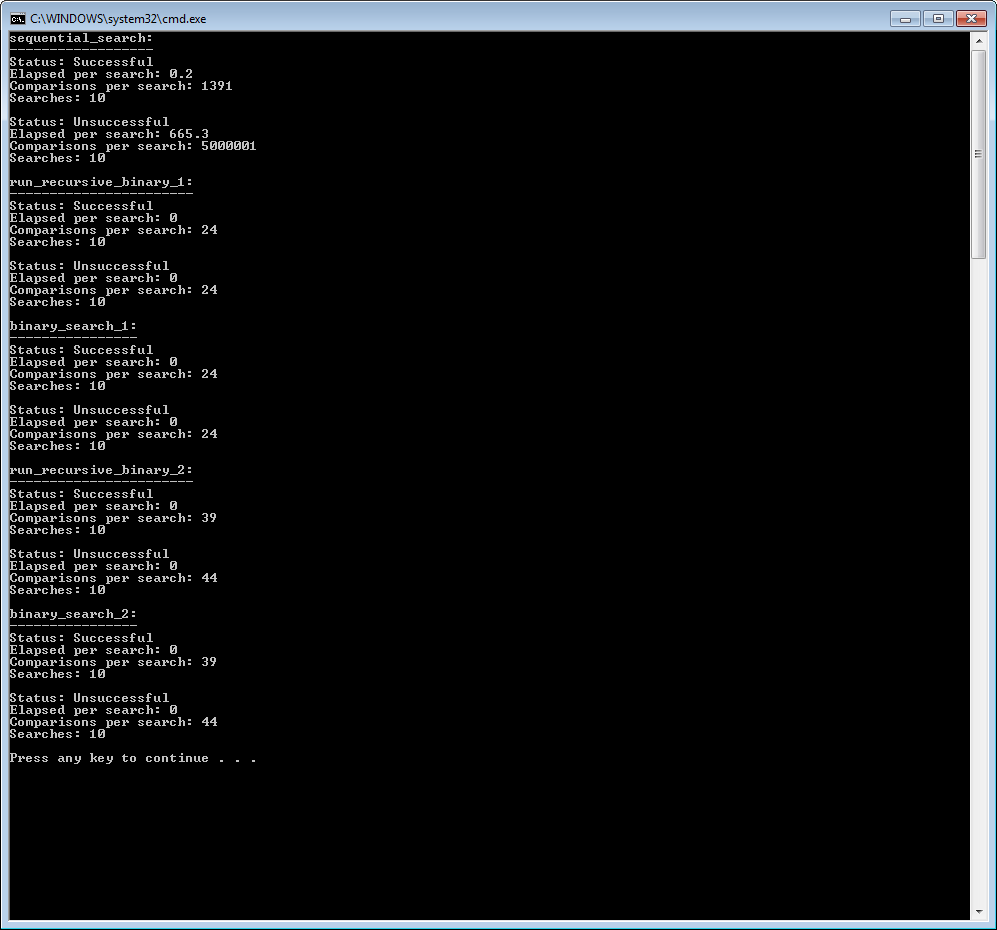 C:\WINDOWS\system32\cmd.exe
sequential_search:
------------------
Status: Successful
Elapsed per search: 0.2
Comparisons per search: 1391
Searches: 10
Status: Unsuccessful
Elapsed per search: 665.3
Comparisons per search: 5000001
Searches: 10
run_recursive_binary_1:
-----------------------
Status: Successful
Elapsed per search: 0
Comparisons per search: 24
Searches: 10
Status: Unsuccessful
Elapsed per search: 0
Comparisons per search: 24
Searches: 10
binary_search_1:
----------------
Status: Successful
Elapsed per search: 0
Comparisons per search: 24
Searches: 10
Status: Unsuccessful
Elapsed per search: 0
Comparisons per search: 24
Searches: 10
run_recursive_binary_2:
-----------------------
Status: Successful
Elapsed per search: 0
Comparisons per search: 39
Searches: 10
Status: Unsuccessful
Elapsed per search: 0
Comparisons per search: 44
Searches: 10
binary_search_2:
----------------
Status: Successful
Elapsed per search: 0
Comparisons per search: 39
Searches: 10
Status: Unsuccessful
Elapsed per search: 0
Comparisons per search: 44
Searches: 10
Press any key to continue . . .